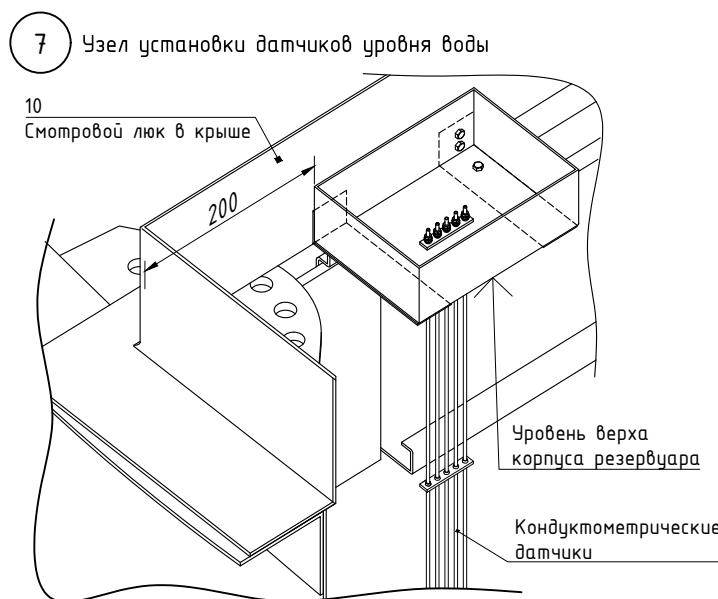 7 Узел установки датчиков уровня воды
10
Смотровой люк в крыше
200
Уровень верха
корпуса резервуара
Кондуктометрические
датчики